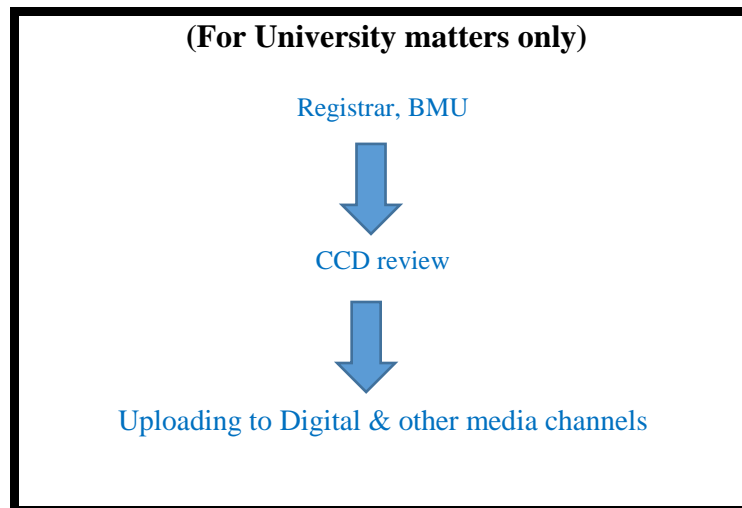 (For University matters only)
Registrar, BMU
CCD review
Uploading to Digital & other media channels